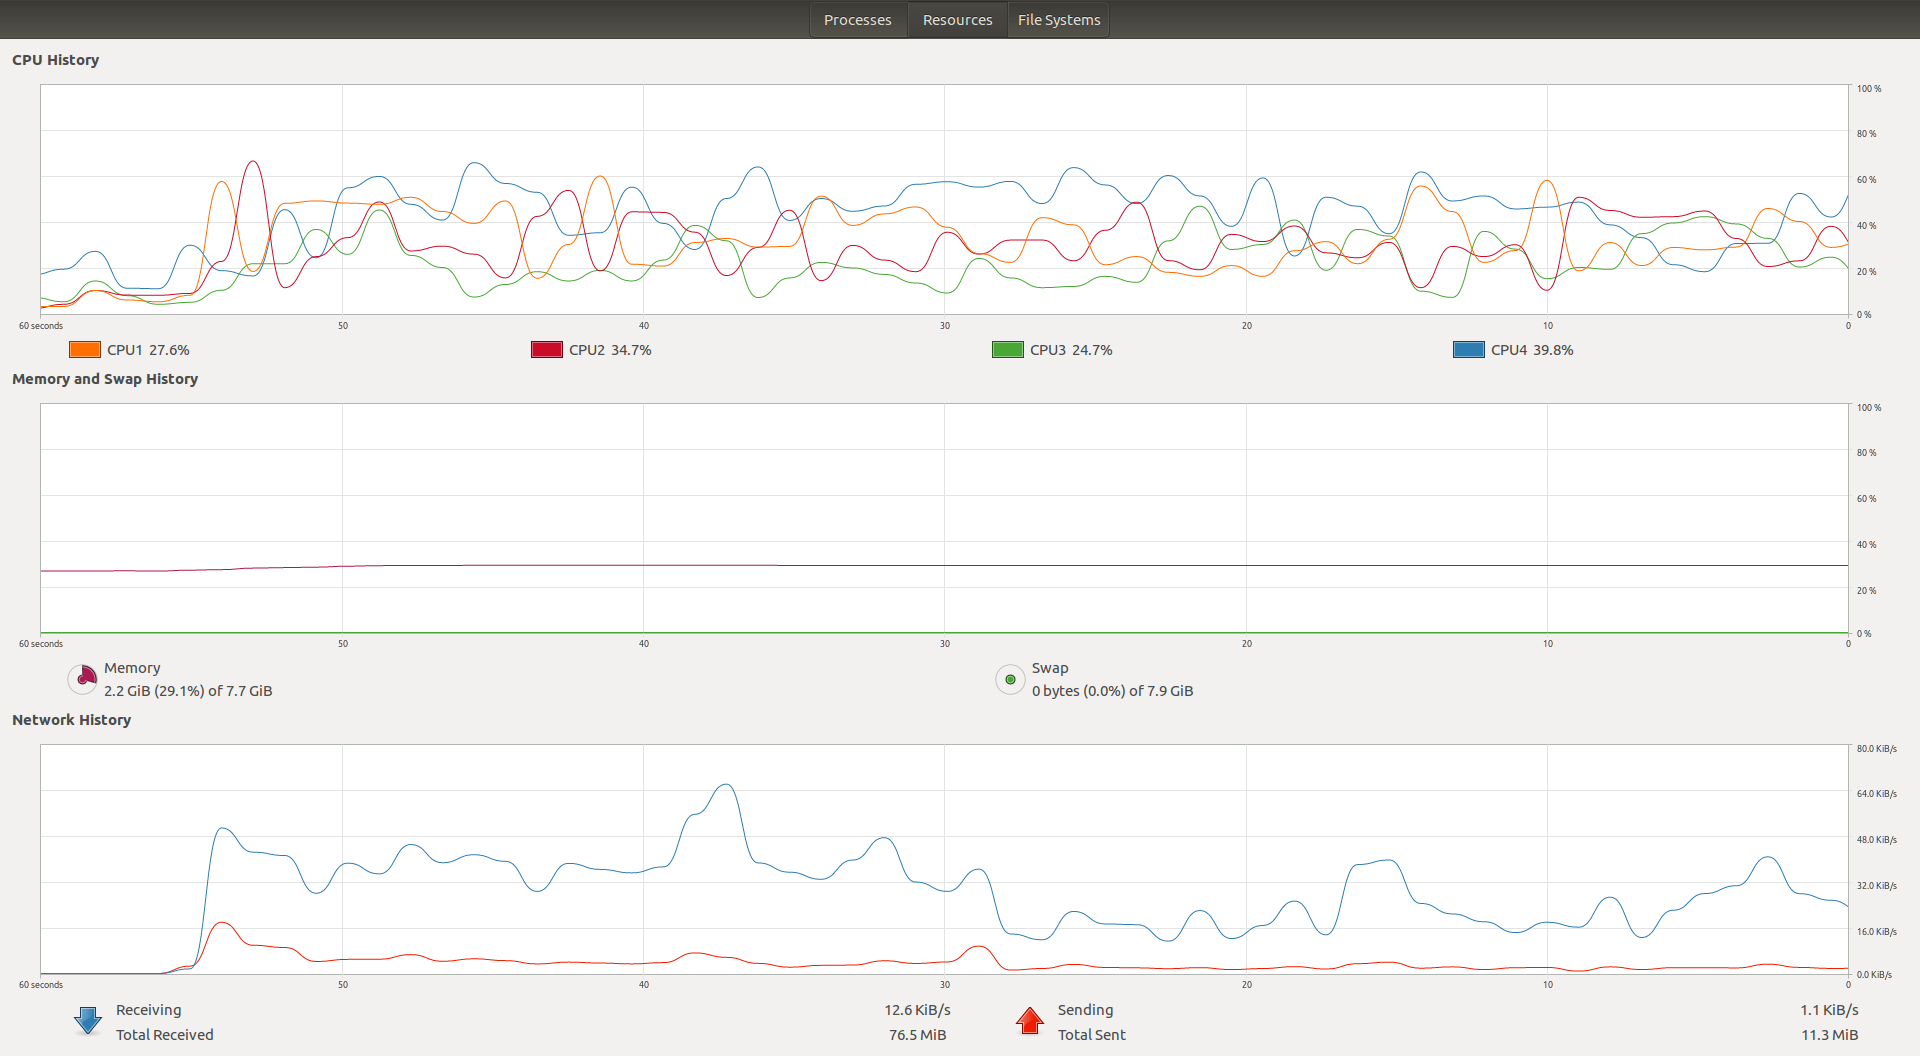 Processes Resources File Systems
CPU History
100 %
80 %
60 %
40 %
20 %
0 %
60 seconds 50 40 30 20 10 0
CPU1 27.6% CPU2 34.7% CPU3 24.7% CPU4 39.8%
Memory and Swap History
100 %
80 %
60 %
40 %
20 %
0 %
60 seconds 50 40 30 20 10 0
Memory Swap
2.2 GiB (29.1%) of 7.7 GiB 0 bytes (0.0%) of 7.9 GiB
Network History
80.0 KiB/s
64.0 KiB/s
48.0 KiB/s
32.0 KiB/s
16.0 KiB/s
0.0 KiB/s
60 seconds 50 40 30 20 10 0
Receiving 12.6 KiB/s Sending 1.1 KiB/s
Total Received 76.5 MiB Total Sent 11.3 MiB